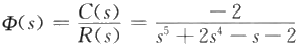 Φ(s) = C(s)/R(s) = -2/(s⁵ + 2s⁴ - s - 2)